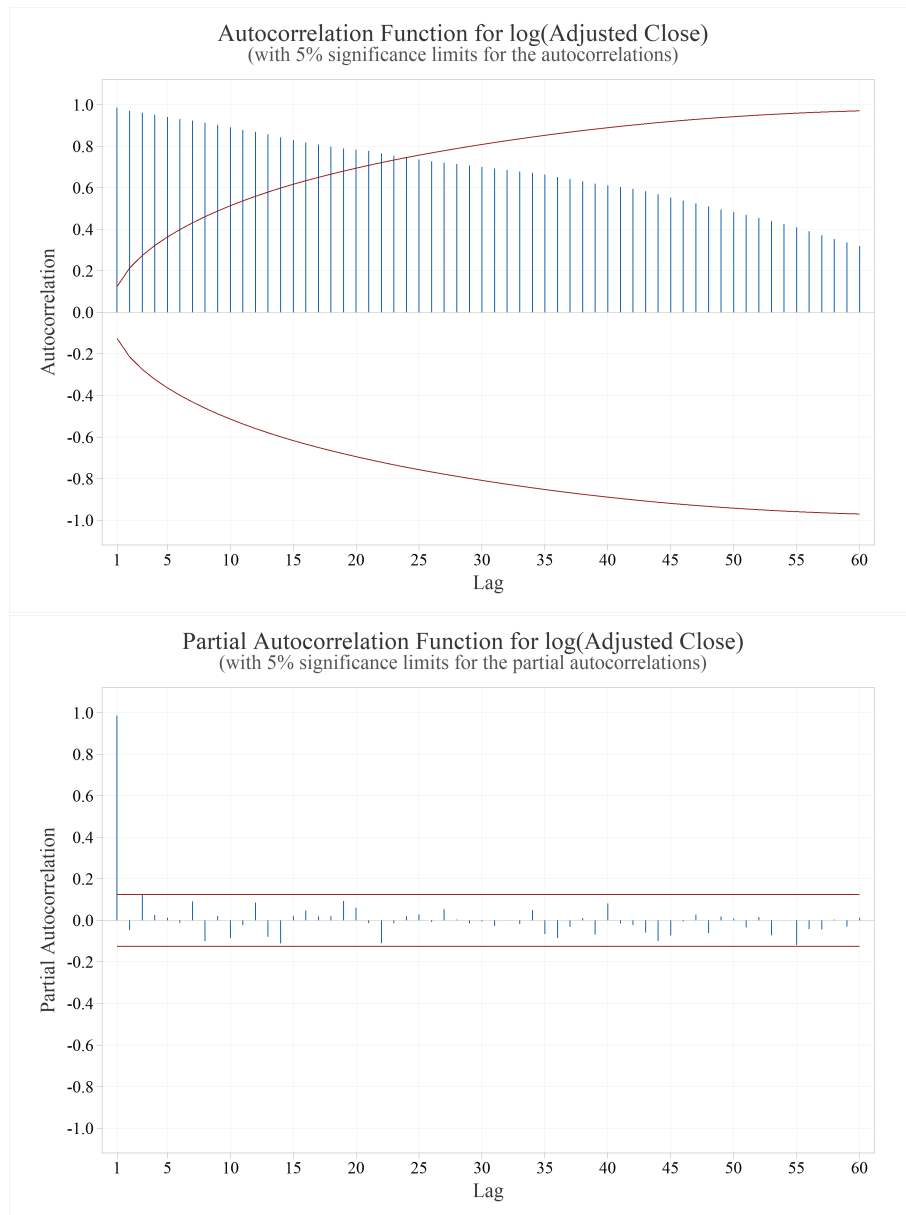 Autocorrelation Function for log(Adjusted Close)
(with 5% significance limits for the autocorrelations)
1.0
0.8
0.6
0.4
0.2
0.0
-0.2
-0.4
-0.6
-0.8
-1.0
Autocorrelation
1 5 10 15 20 25 30 35 40 45 50 55 60
Lag
Partial Autocorrelation Function for log(Adjusted Close)
(with 5% significance limits for the partial autocorrelations)
1.0
0.8
0.6
0.4
0.2
0.0
-0.2
-0.4
-0.6
-0.8
-1.0
Partial Autocorrelation
1 5 10 15 20 25 30 35 40 45 50 55 60
Lag